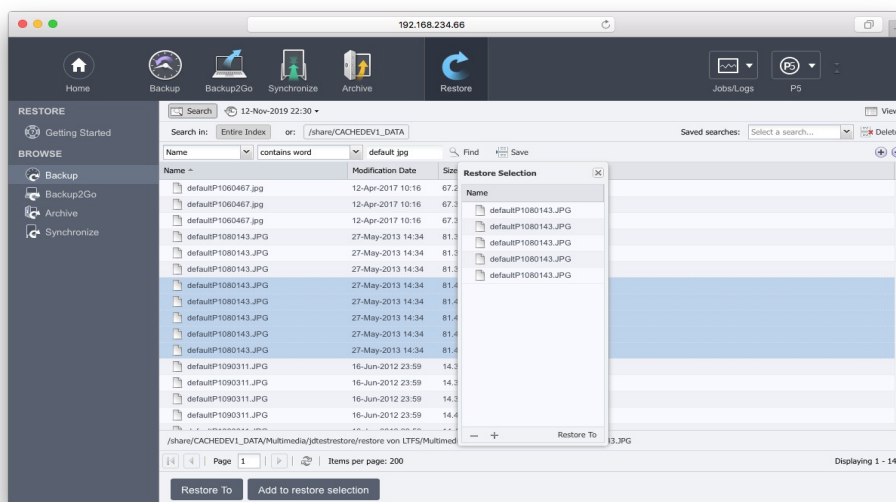 192.168.234.66
Home
Backup
Backup2Go
Synchronize
Archive
Restore
Jobs/Logs
P5
P5
RESTORE
Getting Started
BROWSE
Backup
Backup2Go
Archive
Synchronize
Search 12-Nov-2019 22:30
View
Search in: Entire Index or: /share/CACHEDEV1_DATA
Saved searches: Select a search...
Name contains word default jpg Find Save
Name Modification Date Size
defaultP1060467.jpg 12-Apr-2017 10:16 67.2
defaultP1060467.jpg 12-Apr-2017 10:16 67.3
defaultP1060467.jpg 12-Apr-2017 10:16 67.3
defaultP1080143.JPG 27-May-2013 14:34 81.3
defaultP1080143.JPG 27-May-2013 14:34 81.3
defaultP1080143.JPG 27-May-2013 14:34 81.3
defaultP1080143.JPG 27-May-2013 14:34 81.4
defaultP1080143.JPG 27-May-2013 14:34 81.4
defaultP1080143.JPG 27-May-2013 14:34 81.4
defaultP1080143.JPG 27-May-2013 14:34 81.4
defaultP1080143.JPG 27-May-2013 14:34 81.4
defaultP1090311.JPG 16-Jun-2012 23:59 14.3
defaultP1090311.JPG 16-Jun-2012 23:59 14.3
defaultP1090311.JPG 16-Jun-2012 23:59 14.3
defaultP1090311.JPG 16-Jun-2012 23:59 14.4
Restore Selection
Name
defaultP1080143.JPG
defaultP1080143.JPG
defaultP1080143.JPG
defaultP1080143.JPG
defaultP1080143.JPG
Restore To
/share/CACHEDEV1_DATA/Multimedia/jdtestrestore/restore von LTFS/Multimed
3.JPG
Page 1 Items per page: 200
Displaying 1 - 14
Restore To
Add to restore selection